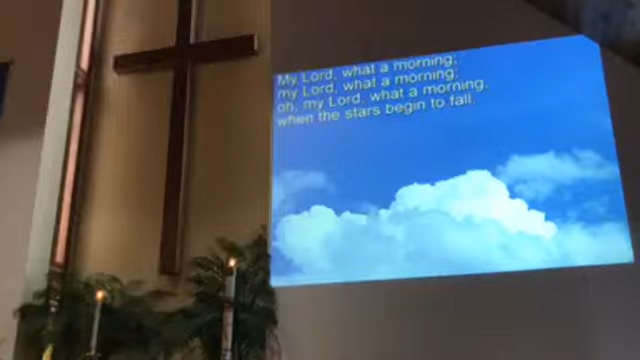 My Lord, what a morning;
my Lord, what a morning;
oh, my Lord, what a morning,
when the stars begin to fall.